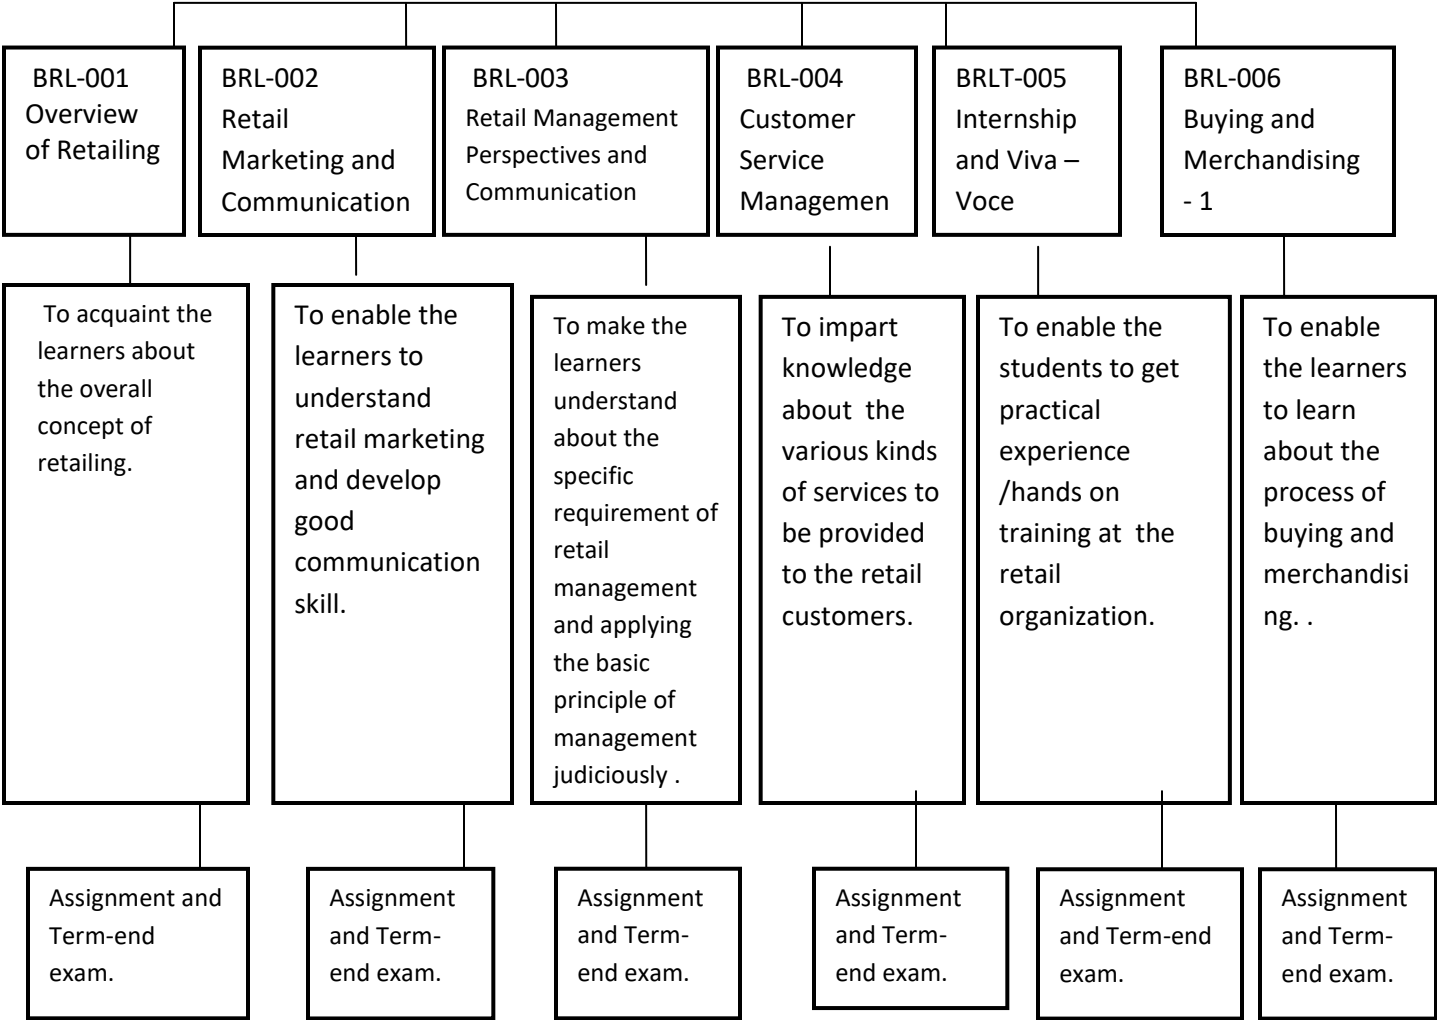 BRL-001
Overview
of Retailing
BRL-002
Retail
Marketing and
Communication
BRL-003
Retail Management
Perspectives and
Communication
BRL-004
Customer
Service
Managemen
BRLT-005
Internship
and Viva –
Voce
BRL-006
Buying and
Merchandising
- 1
To acquaint the
learners about
the overall
concept of
retailing.
To enable the
learners to
understand
retail marketing
and develop
good
communication
skill.
To make the
learners
understand
about the
specific
requirement of
retail
management
and applying
the basic
principle of
management
judiciously .
To impart
knowledge
about  the
various kinds
of services to
be provided
to the retail
customers.
To enable the
students to get
practical
experience
/hands on
training at  the
retail
organization.
To enable
the learners
to learn
about the
process of
buying and
merchandisi
ng. .
Assignment and
Term-end
exam.
Assignment
and Term-
end exam.
Assignment
and Term-
end exam.
Assignment
and Term-
end exam.
Assignment
and Term-end
exam.
Assignment
and Term-
end exam.